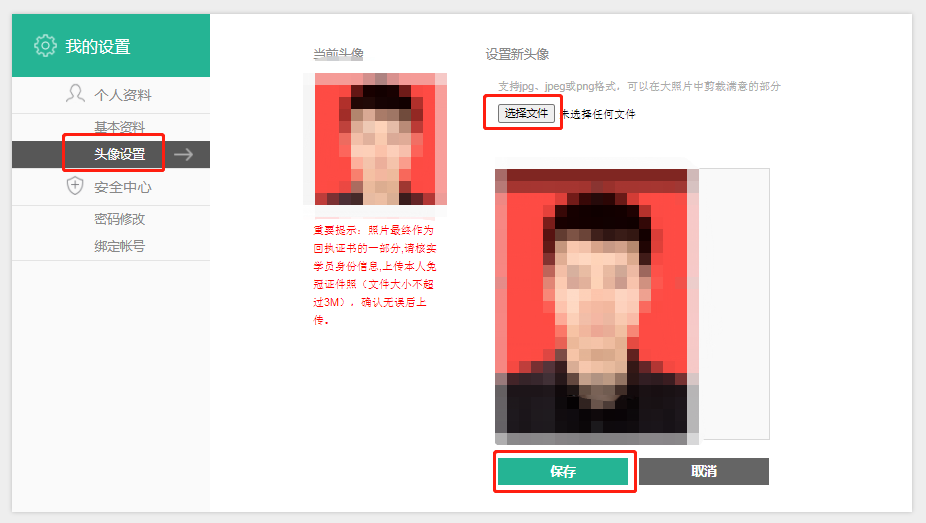 我的设置
个人资料
基本资料
头像设置
安全中心
密码修改
绑定帐号
当前头像
重要提示：照片最终作为
回执证书的一部分,请核实
学员身份信息,上传本人免
冠证件照（文件大小不超
过3M），确认无误后上
传。
设置新头像
支持jpg、jpeg或png格式，可以在大照片中剪裁满意的部分
选择文件 未选择任何文件
保存 取消